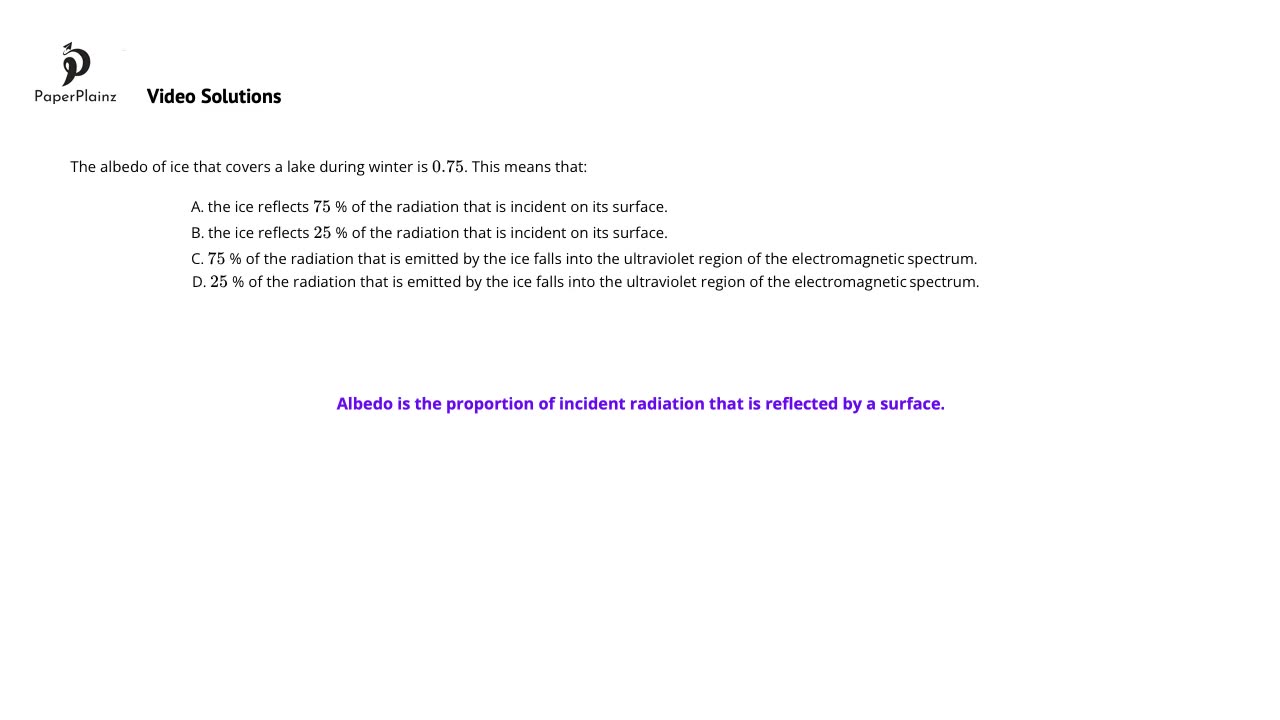 PaperPlainz
Video Solutions
The albedo of ice that covers a lake during winter is 0.75. This means that:
A. the ice reflects 75 % of the radiation that is incident on its surface.
B. the ice reflects 25 % of the radiation that is incident on its surface.
C. 75 % of the radiation that is emitted by the ice falls into the ultraviolet region of the electromagnetic spectrum.
D. 25 % of the radiation that is emitted by the ice falls into the ultraviolet region of the electromagnetic spectrum.
Albedo is the proportion of incident radiation that is reflected by a surface.